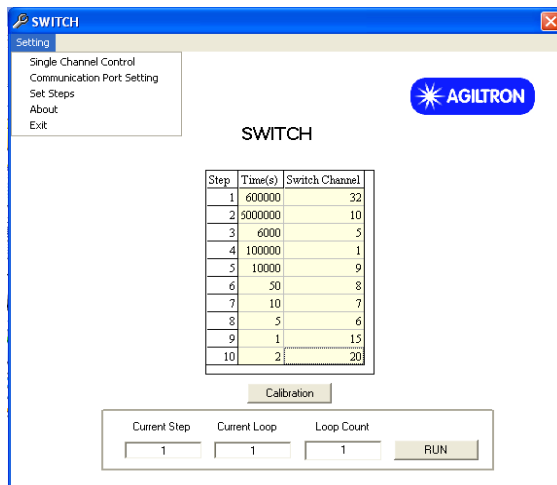 SWITCH
Setting
Single Channel Control
Communication Port Setting
Set Steps
About
Exit
AGILTRON
SWITCH
Step Time(s) Switch Channel
1 600000 32
2 5000000 10
3 6000 5
4 100000 1
5 10000 9
6 50 8
7 10 7
8 5 6
9 1 15
10 2 20
Calibration
Current Step Current Loop Loop Count
1 1 1 RUN